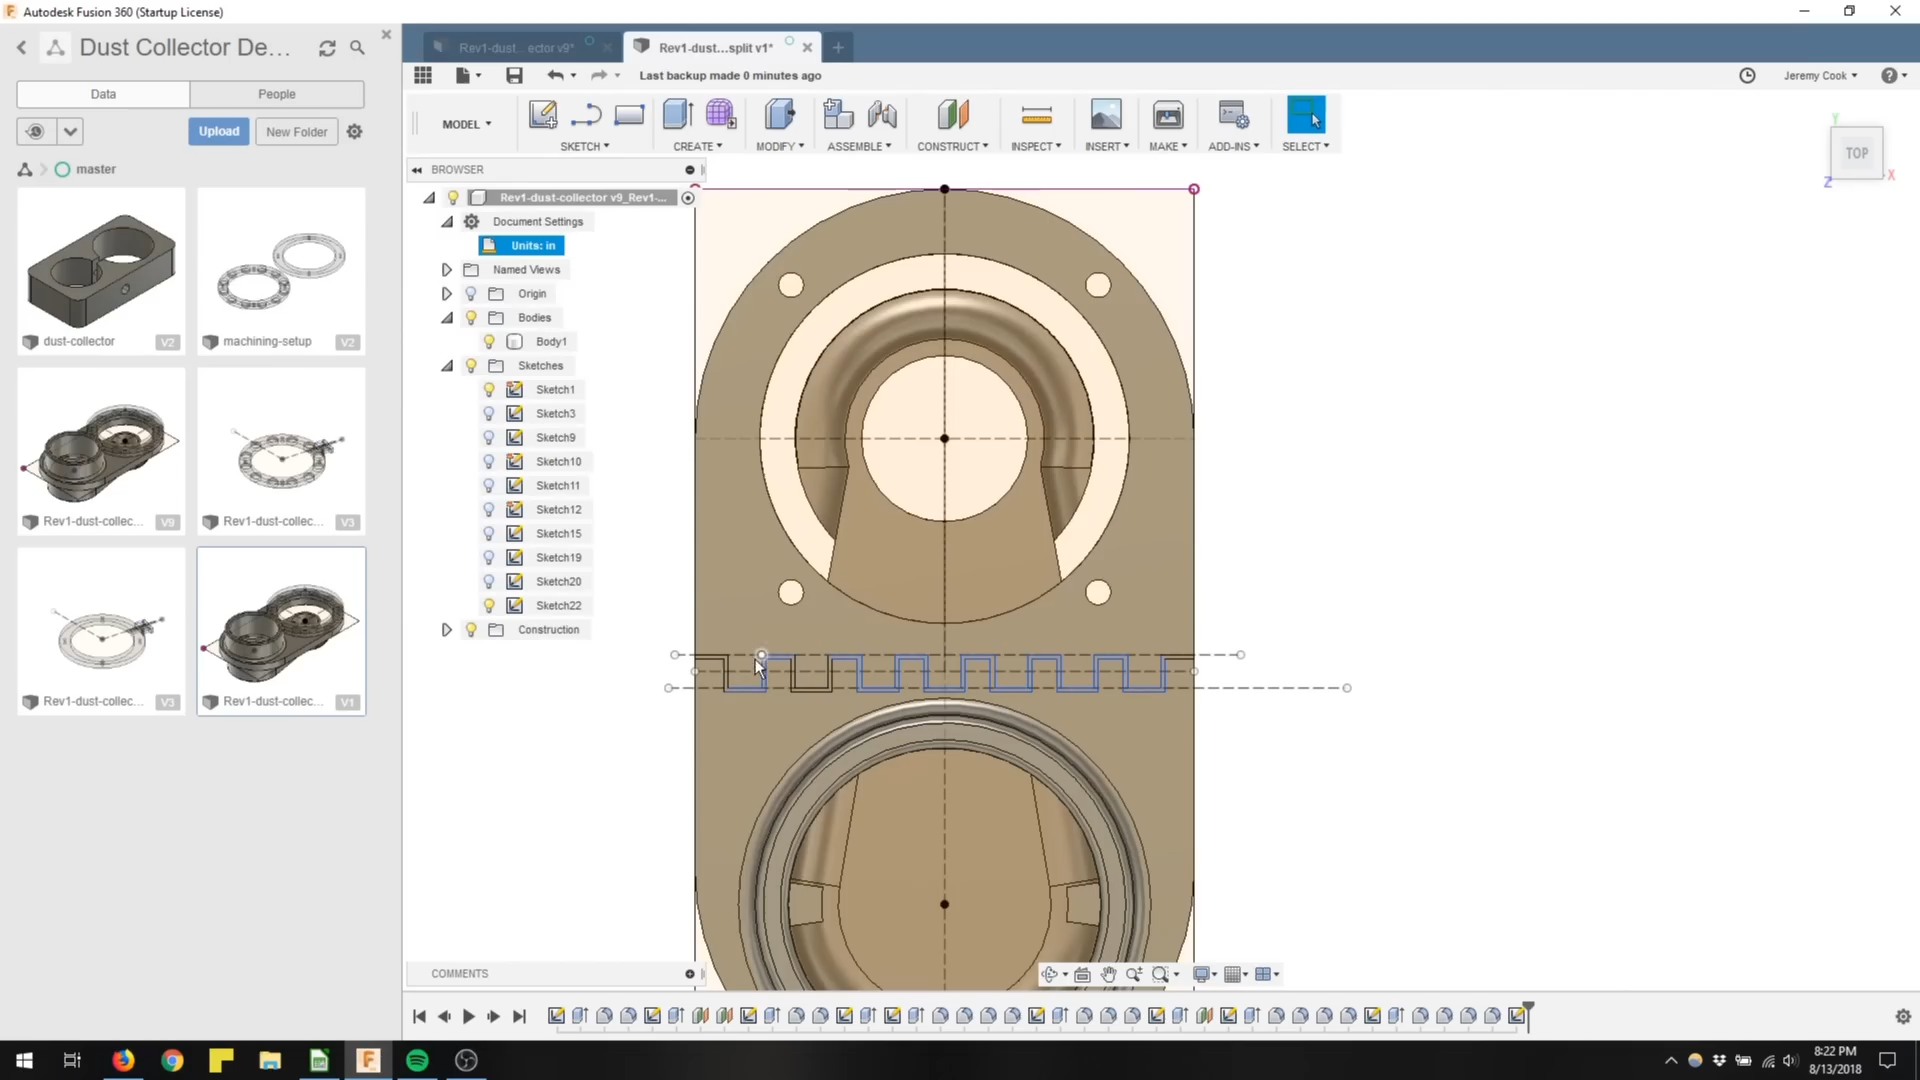 Autodesk Fusion 360 (Startup License)
Dust Collector De...
Data
People
Upload
New Folder
master
dust-collector
V2
machining-setup
V2
Rev1-dust-collec...
V9
Rev1-dust-collec...
V3
Rev1-dust-collec...
V3
Rev1-dust-collec...
V1
Rev1-dust... ector v9*
Rev1-dust...split v1*
Last backup made 0 minutes ago
Jeremy Cook
MODEL
SKETCH
CREATE
MODIFY
ASSEMBLE
CONSTRUCT
INSPECT
INSERT
MAKE
ADD-INS
SELECT
BROWSER
Rev1-dust-collector v9_Rev1-...
Document Settings
Units: in
Named Views
Origin
Bodies
Body1
Sketches
Sketch1
Sketch3
Sketch9
Sketch10
Sketch11
Sketch12
Sketch15
Sketch19
Sketch20
Sketch22
Construction
Y
TOP
Z
X
COMMENTS
8:22 PM
8/13/2018